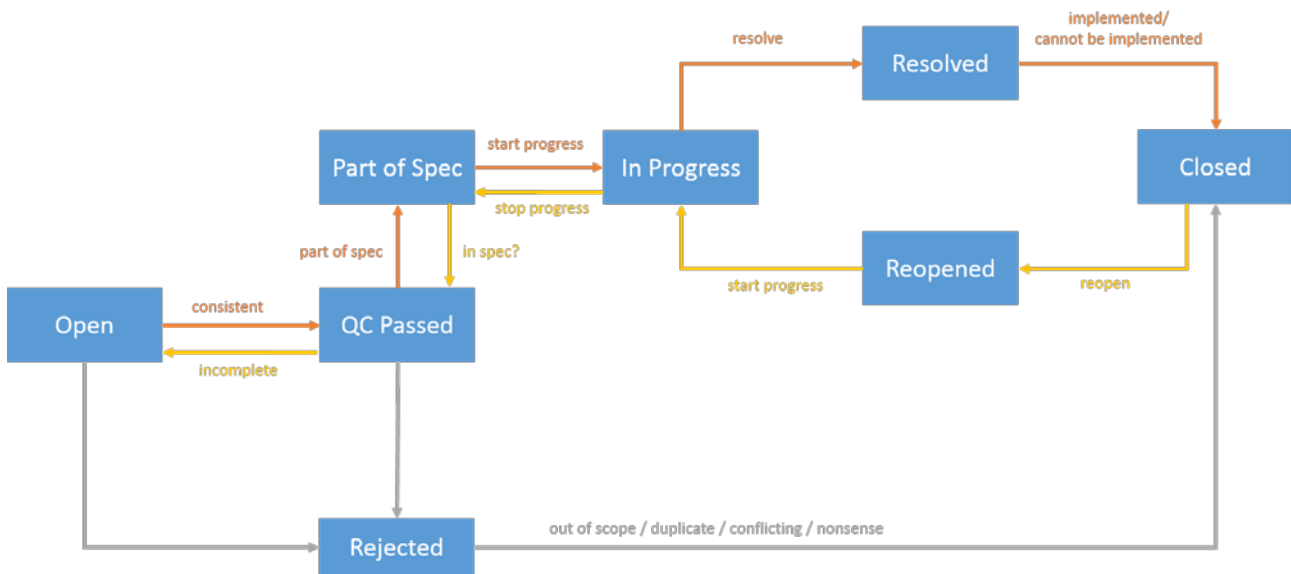 implemented/
cannot be implemented
resolve
Resolved
start progress
Part of Spec
In Progress
Closed
stop progress
part of spec
in spec?
Reopened
start progress
reopen
consistent
Open
QC Passed
incomplete
out of scope / duplicate / conflicting / nonsense
Rejected